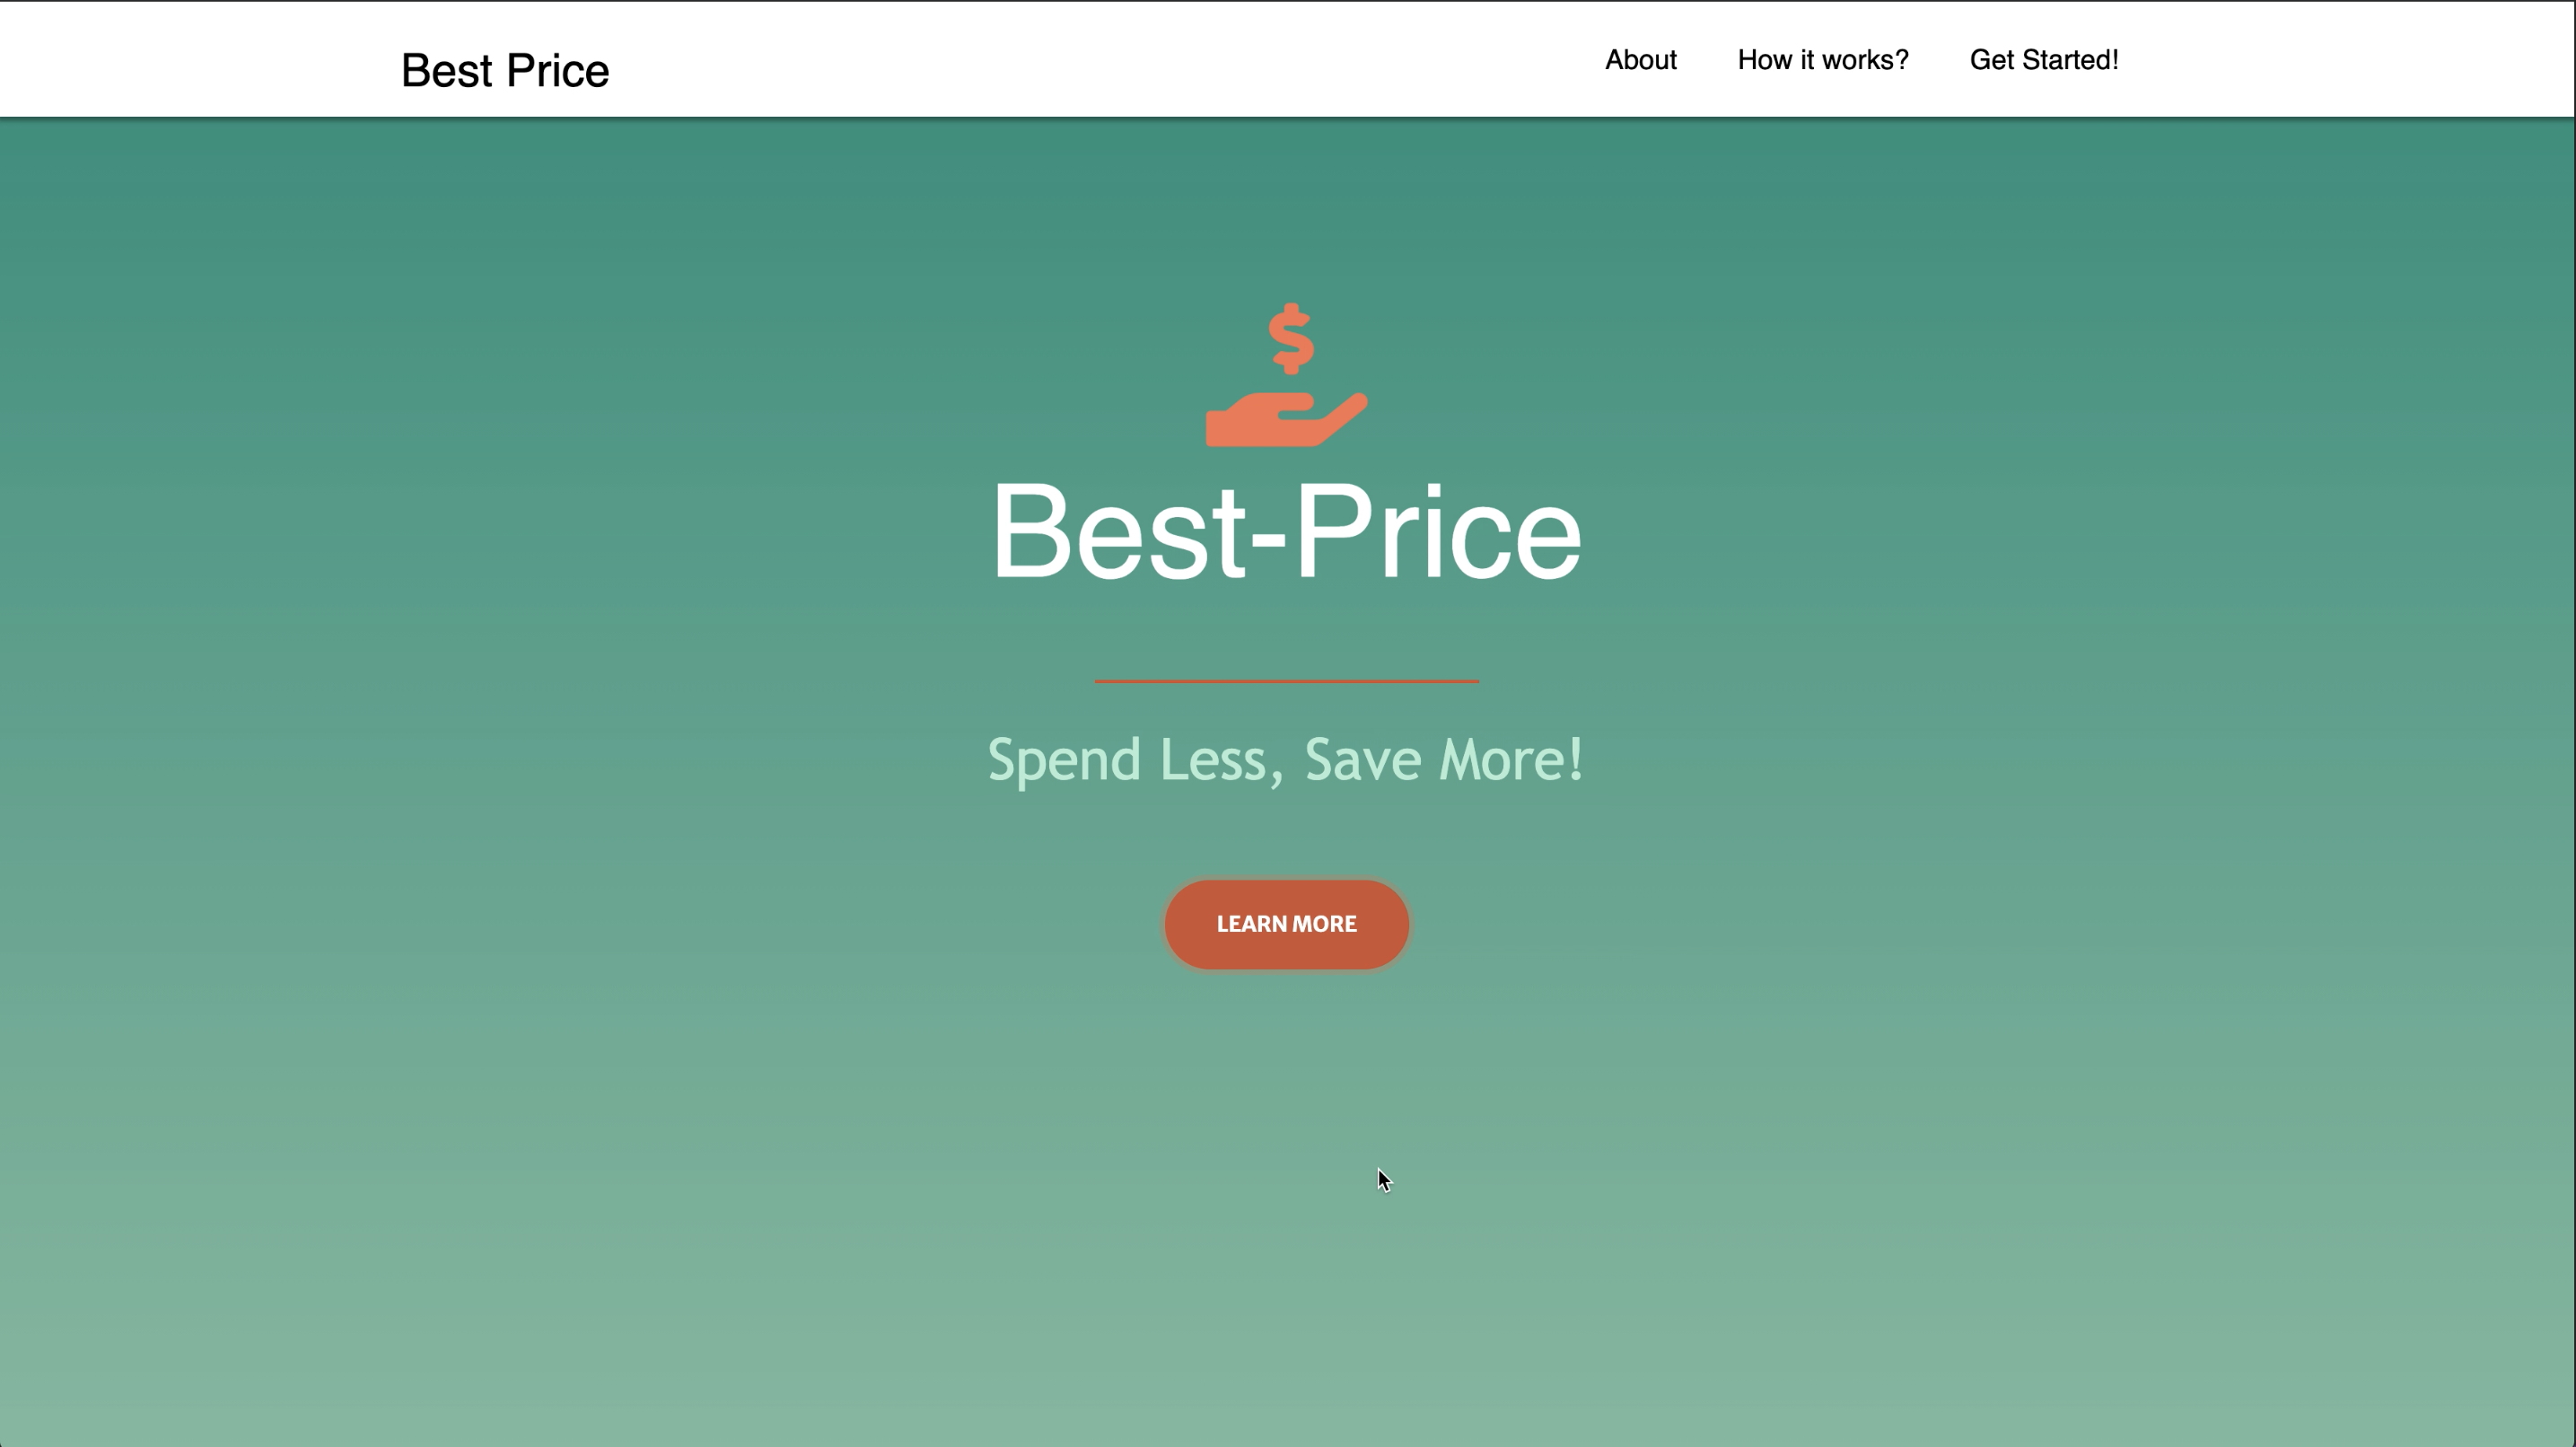 Best Price
About How it works? Get Started!
$
Best-Price
Spend Less, Save More!
LEARN MORE